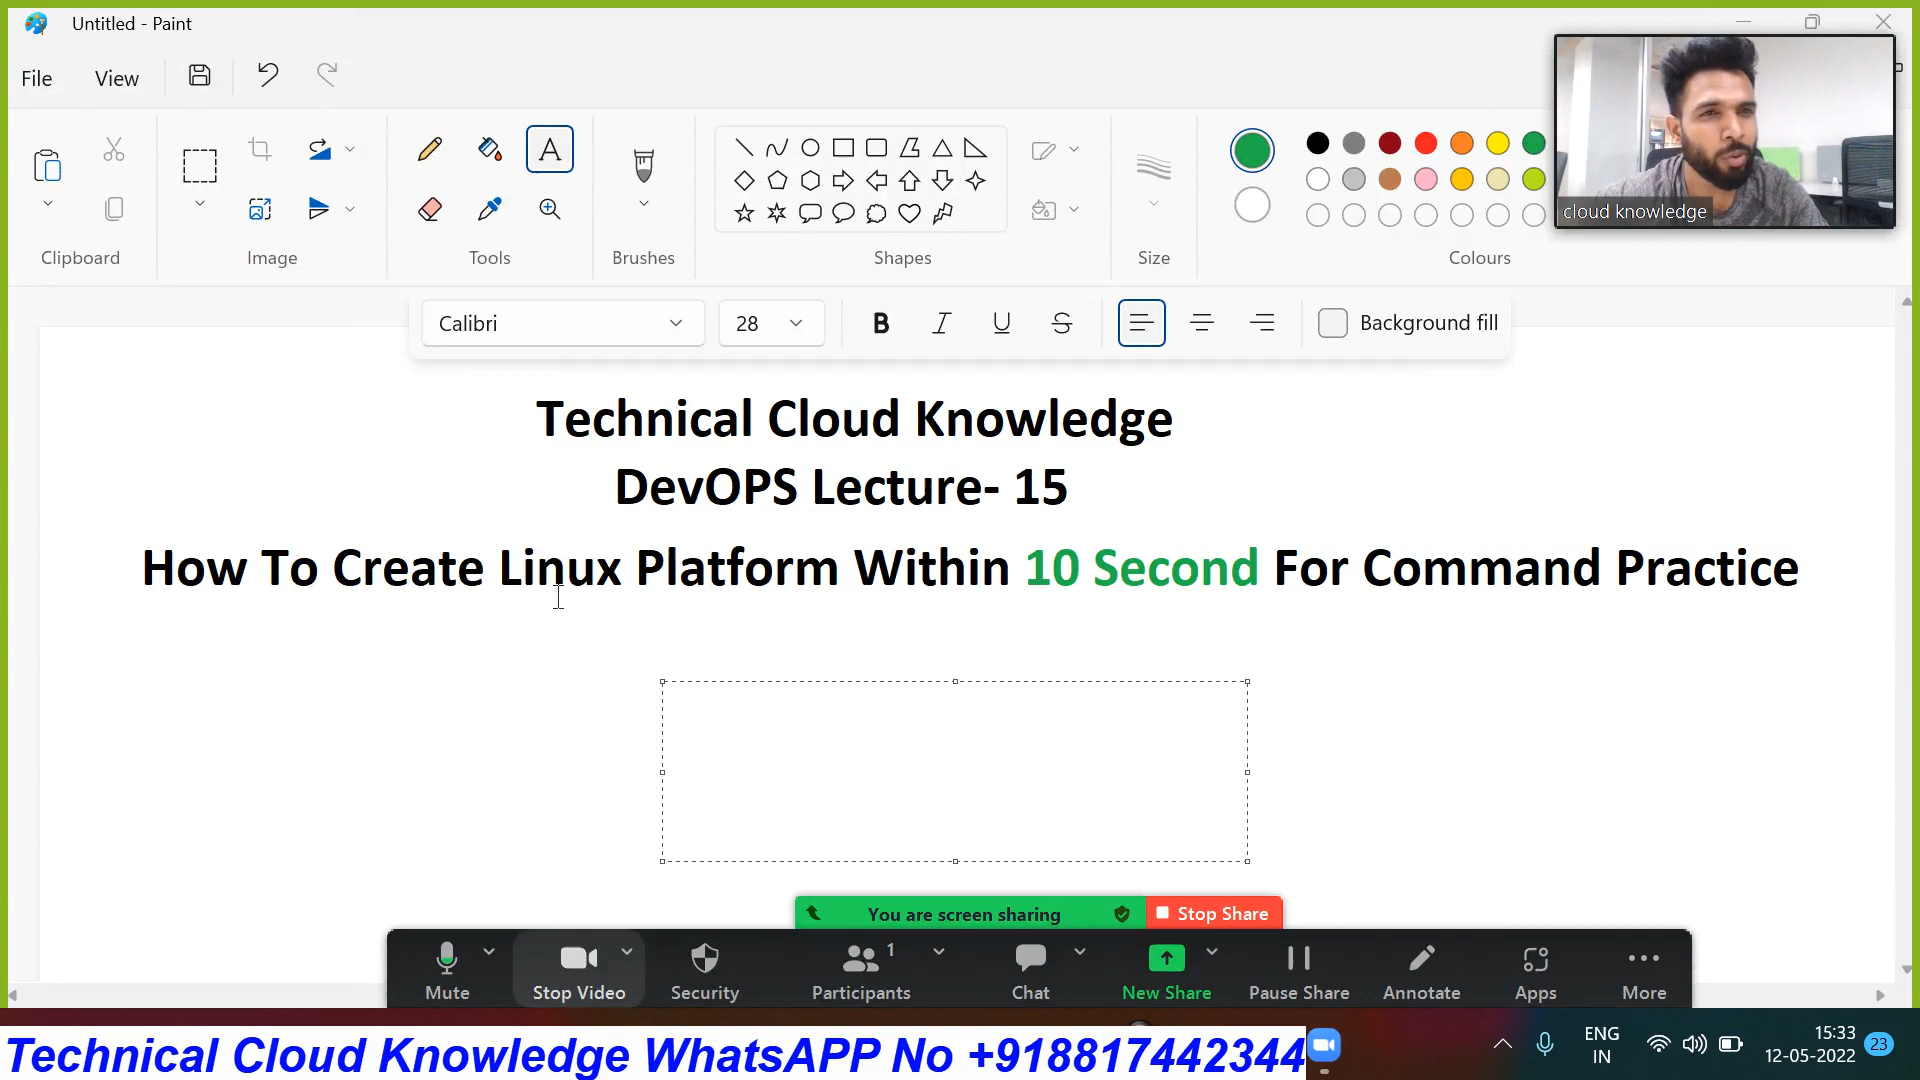 Untitled - Paint
File View
Clipboard
Image
Tools
Brushes
Shapes
Size
Colours
cloud knowledge
Calibri 28 B I U S Background fill
Technical Cloud Knowledge
DevOPS Lecture- 15
How To Create Linux Platform Within 10 Second For Command Practice
You are screen sharing Stop Share
Mute
Stop Video
Security
Participants 1
Chat
New Share
Pause Share
Annotate
Apps
More
Technical Cloud Knowledge WhatsAPP No +918817442344
ENG
IN
15:33
12-05-2022
23